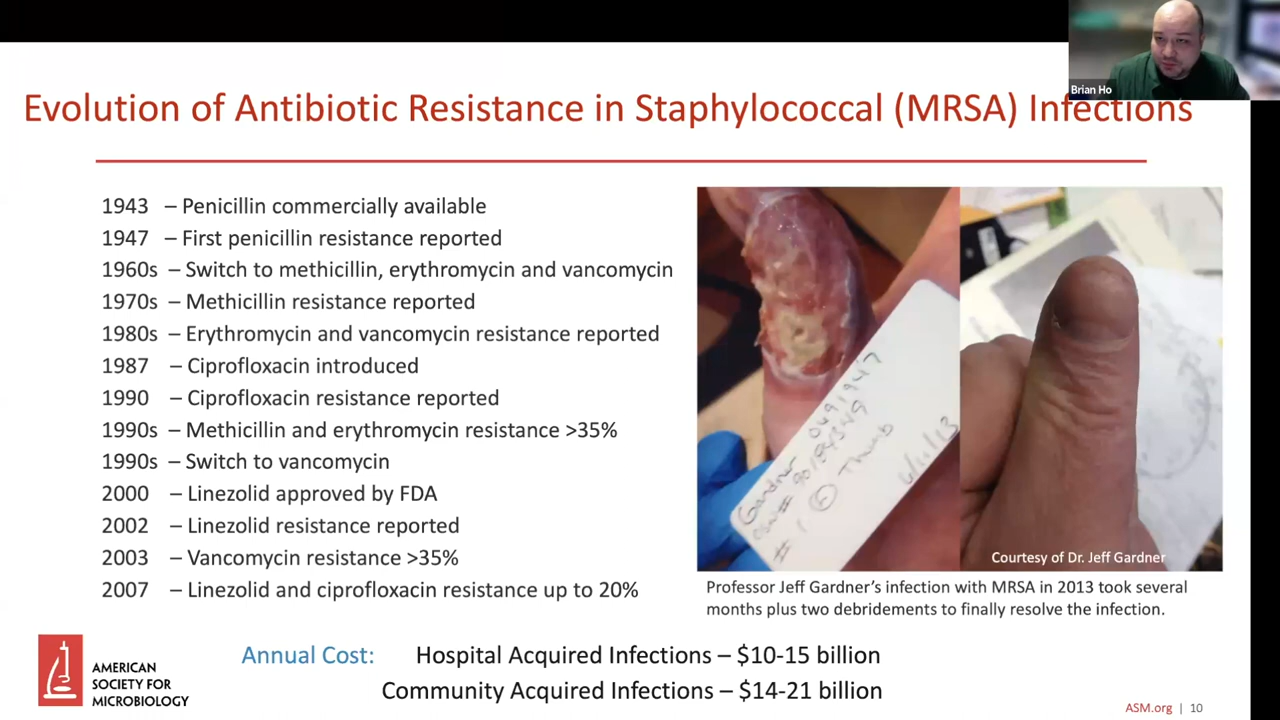 Brian Ho
Evolution of Antibiotic Resistance in Staphylococcal (MRSA) Infections
1943 – Penicillin commercially available
1947 – First penicillin resistance reported
1960s – Switch to methicillin, erythromycin and vancomycin
1970s – Methicillin resistance reported
1980s – Erythromycin and vancomycin resistance reported
1987 – Ciprofloxacin introduced
1990 – Ciprofloxacin resistance reported
1990s – Methicillin and erythromycin resistance >35%
1990s – Switch to vancomycin
2000 – Linezolid approved by FDA
2002 – Linezolid resistance reported
2003 – Vancomycin resistance >35%
2007 – Linezolid and ciprofloxacin resistance up to 20%
Gardner
# 1 Thumb
Courtesy of Dr. Jeff Gardner
Professor Jeff Gardner's infection with MRSA in 2013 took several
months plus two debridements to finally resolve the infection.
Annual Cost: Hospital Acquired Infections – $10-15 billion
Community Acquired Infections – $14-21 billion
AMERICAN
SOCIETY FOR
MICROBIOLOGY
ASM.org | 10